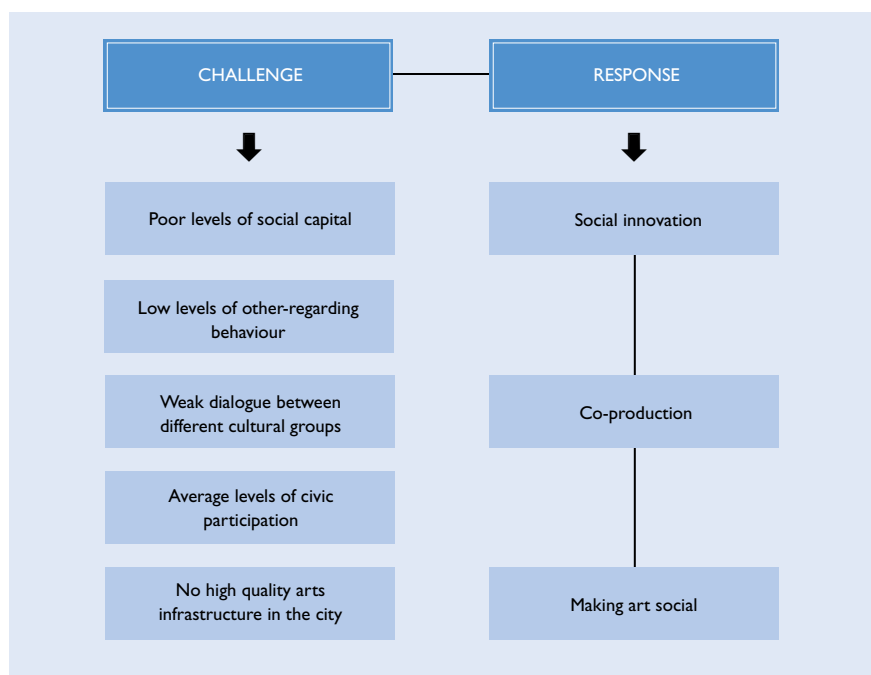 CHALLENGE
RESPONSE
Poor levels of social capital
Social innovation
Low levels of other-regarding
behaviour
Weak dialogue between
different cultural groups
Co-production
Average levels of civic
participation
No high quality arts
infrastructure in the city
Making art social